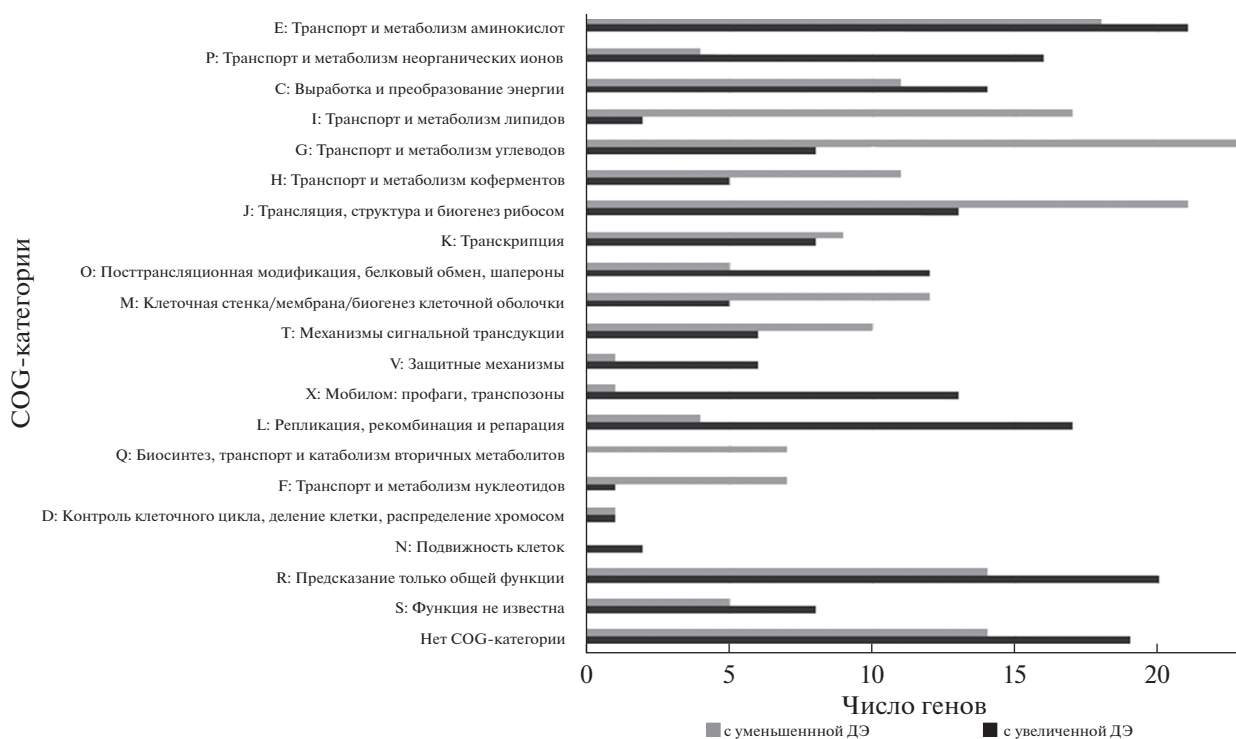 E: Транспорт и метаболизм аминокислот
P: Транспорт и метаболизм неорганических ионов
C: Выработка и преобразование энергии
I: Транспорт и метаболизм липидов
G: Транспорт и метаболизм углеводов
H: Транспорт и метаболизм коферментов
J: Трансляция, структура и биогенез рибосом
K: Транскрипция
O: Посттрансляционная модификация, белковый обмен, шапероны
M: Клеточная стенка/мембрана/биогенез клеточной оболочки
T: Механизмы сигнальной трансдукции
V: Защитные механизмы
X: Мобилом: профаги, транспозоны
L: Репликация, рекомбинация и репарация
Q: Биосинтез, транспорт и катаболизм вторичных метаболитов
F: Транспорт и метаболизм нуклеотидов
D: Контроль клеточного цикла, деление клетки, распределение хромосом
N: Подвижность клеток
R: Предсказание только общей функции
S: Функция не известна
Нет COG-категории
COG-категории
0 5 10 15 20
Число генов
с уменьшенной ДЭ
с увеличенной ДЭ